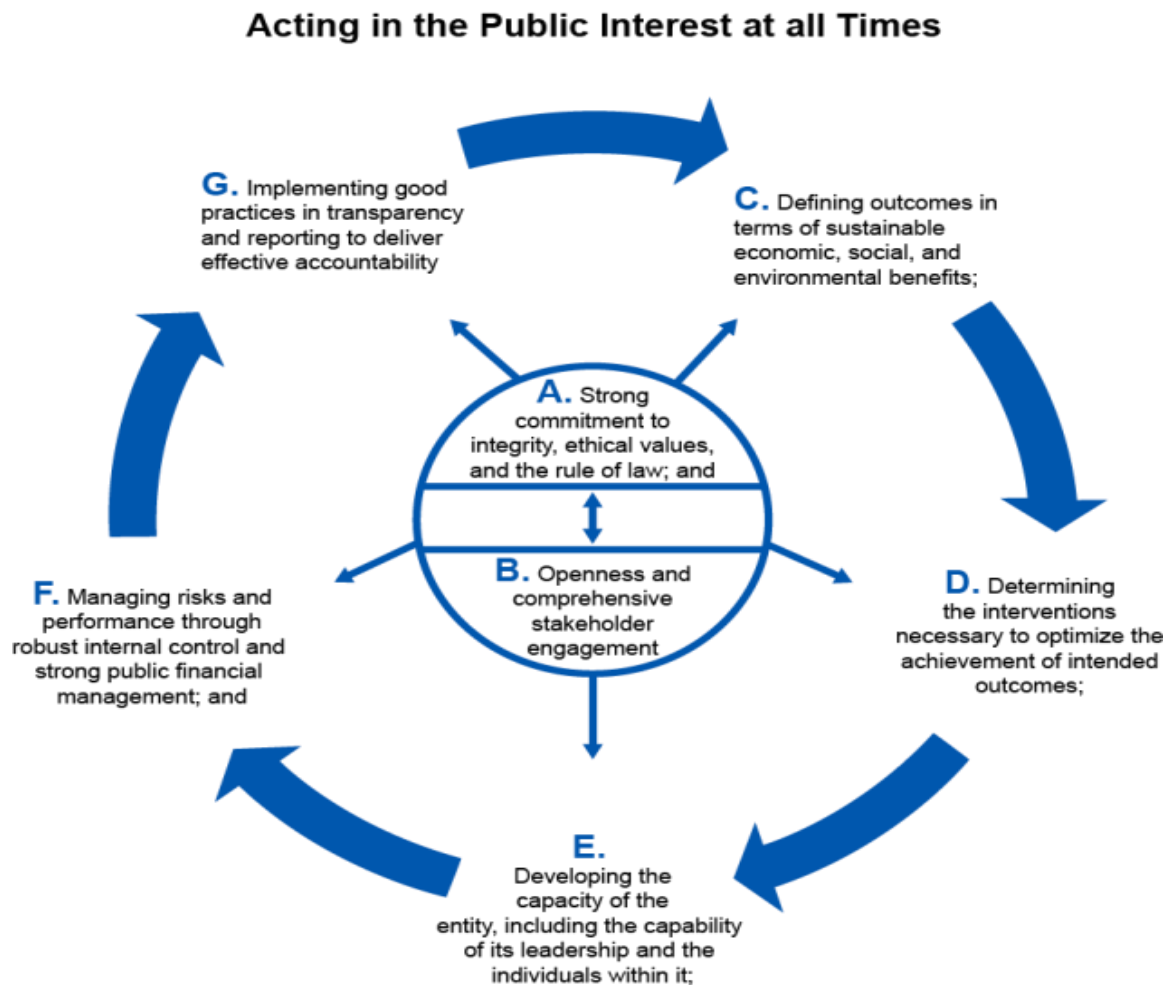 Acting in the Public Interest at all Times
G. Implementing good
practices in transparency
and reporting to deliver
effective accountability
C. Defining outcomes in
terms of sustainable
economic, social, and
environmental benefits;
A. Strong
commitment to
integrity, ethical values,
and the rule of law; and
B. Openness and
comprehensive
stakeholder
engagement
F. Managing risks and
performance through
robust internal control and
strong public financial
management; and
D. Determining
the interventions
necessary to optimize the
achievement of intended
outcomes;
E.
Developing the
capacity of the
entity, including the capability
of its leadership and the
individuals within it;